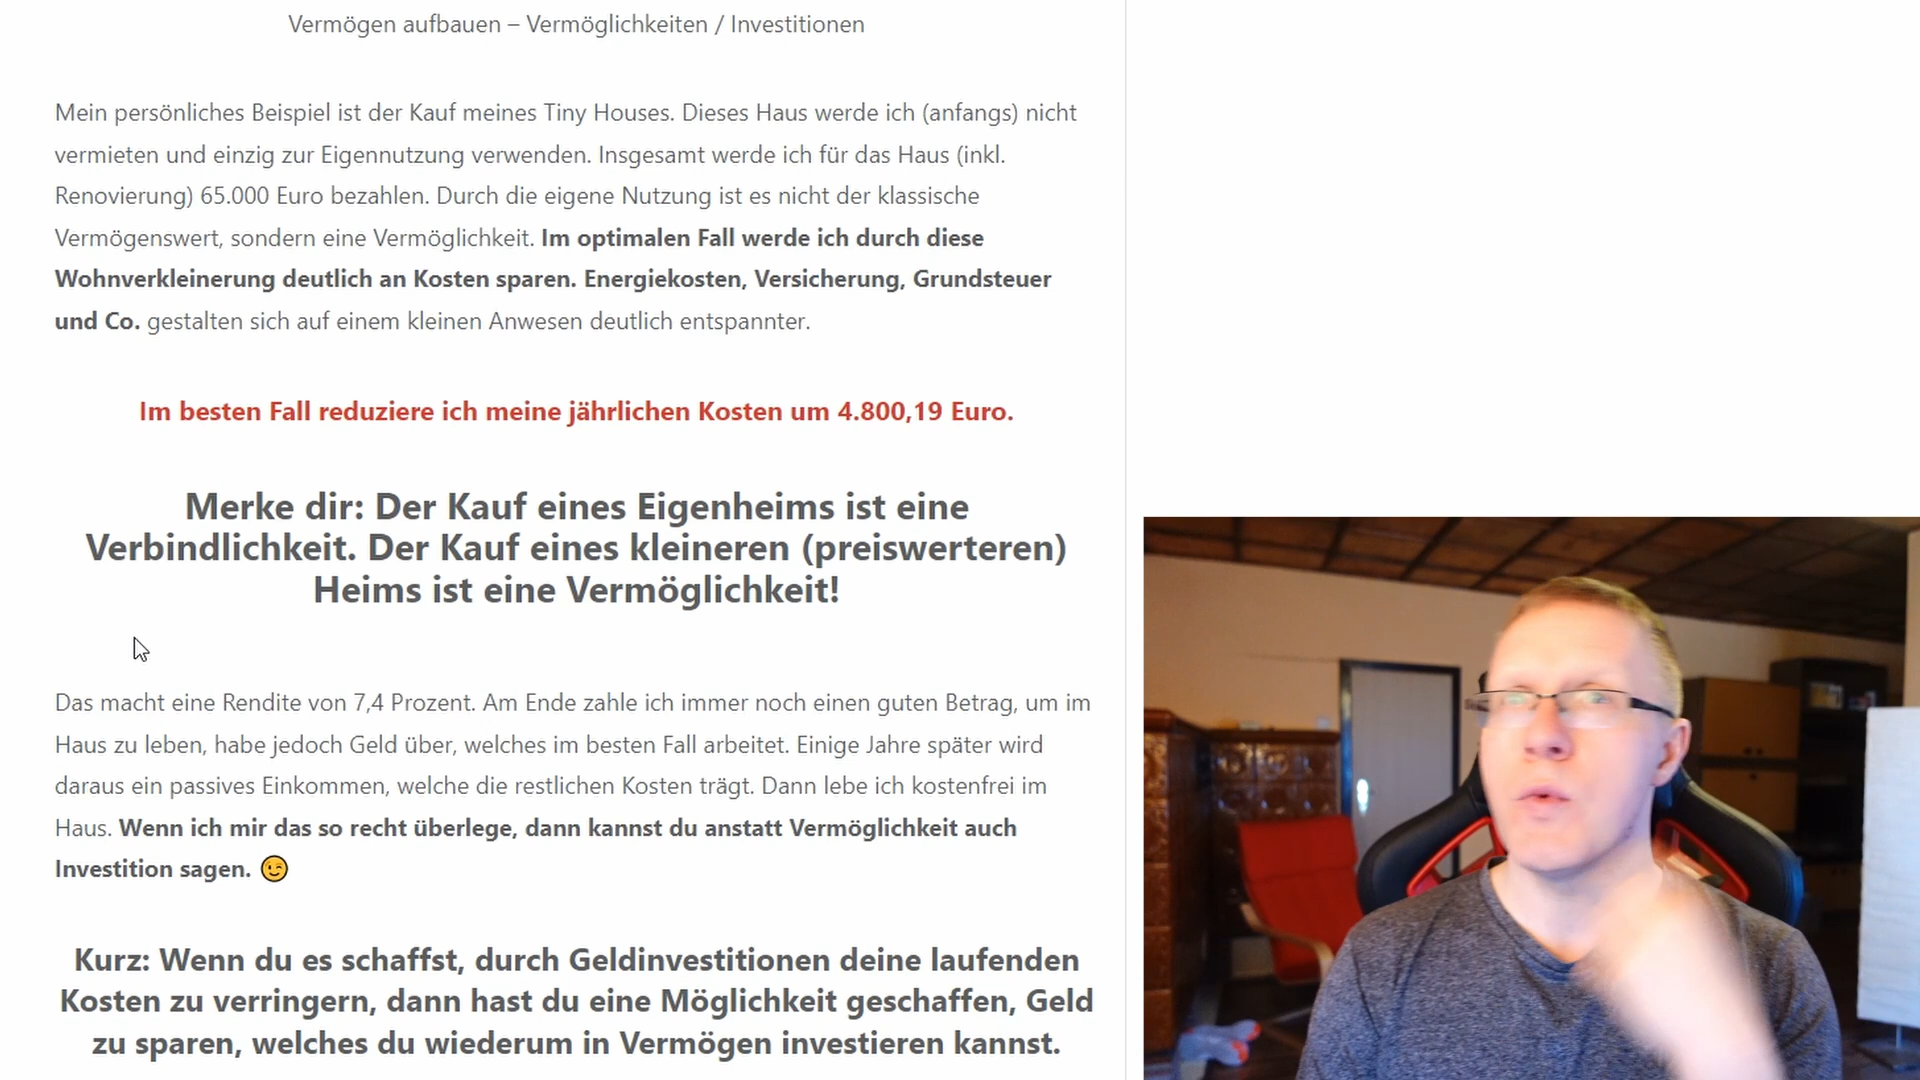 Vermögen aufbauen – Vermöglichkeiten / Investitionen
Mein persönliches Beispiel ist der Kauf meines Tiny Houses. Dieses Haus werde ich (anfangs) nicht
vermieten und einzig zur Eigennutzung verwenden. Insgesamt werde ich für das Haus (inkl.
Renovierung) 65.000 Euro bezahlen. Durch die eigene Nutzung ist es nicht der klassische
Vermögenswert, sondern eine Vermöglichkeit. Im optimalen Fall werde ich durch diese
Wohnverkleinerung deutlich an Kosten sparen. Energiekosten, Versicherung, Grundsteuer
und Co. gestalten sich auf einem kleinen Anwesen deutlich entspannter.
Im besten Fall reduziere ich meine jährlichen Kosten um 4.800,19 Euro.
Merke dir: Der Kauf eines Eigenheims ist eine
Verbindlichkeit. Der Kauf eines kleineren (preiswerteren)
Heims ist eine Vermöglichkeit!
Das macht eine Rendite von 7,4 Prozent. Am Ende zahle ich immer noch einen guten Betrag, um im
Haus zu leben, habe jedoch Geld über, welches im besten Fall arbeitet. Einige Jahre später wird
daraus ein passives Einkommen, welche die restlichen Kosten trägt. Dann lebe ich kostenfrei im
Haus. Wenn ich mir das so recht überlege, dann kannst du anstatt Vermöglichkeit auch
Investition sagen. 😉
Kurz: Wenn du es schaffst, durch Geldinvestitionen deine laufenden
Kosten zu verringern, dann hast du eine Möglichkeit geschaffen, Geld
zu sparen, welches du wiederum in Vermögen investieren kannst.